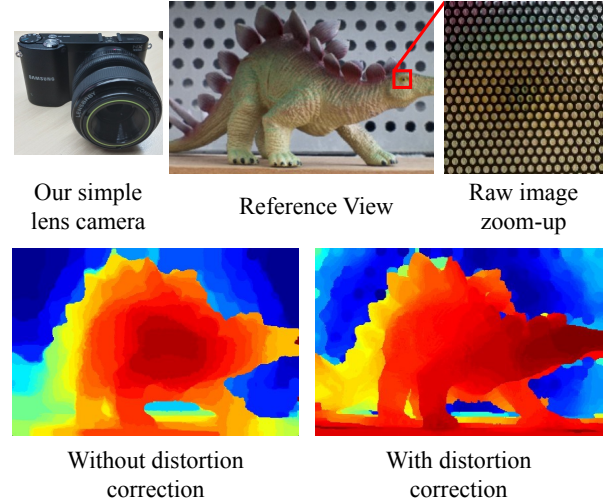 SAMSUNG
Our simple
lens camera
Reference View
Raw image
zoom-up
Without distortion
correction
With distortion
correction